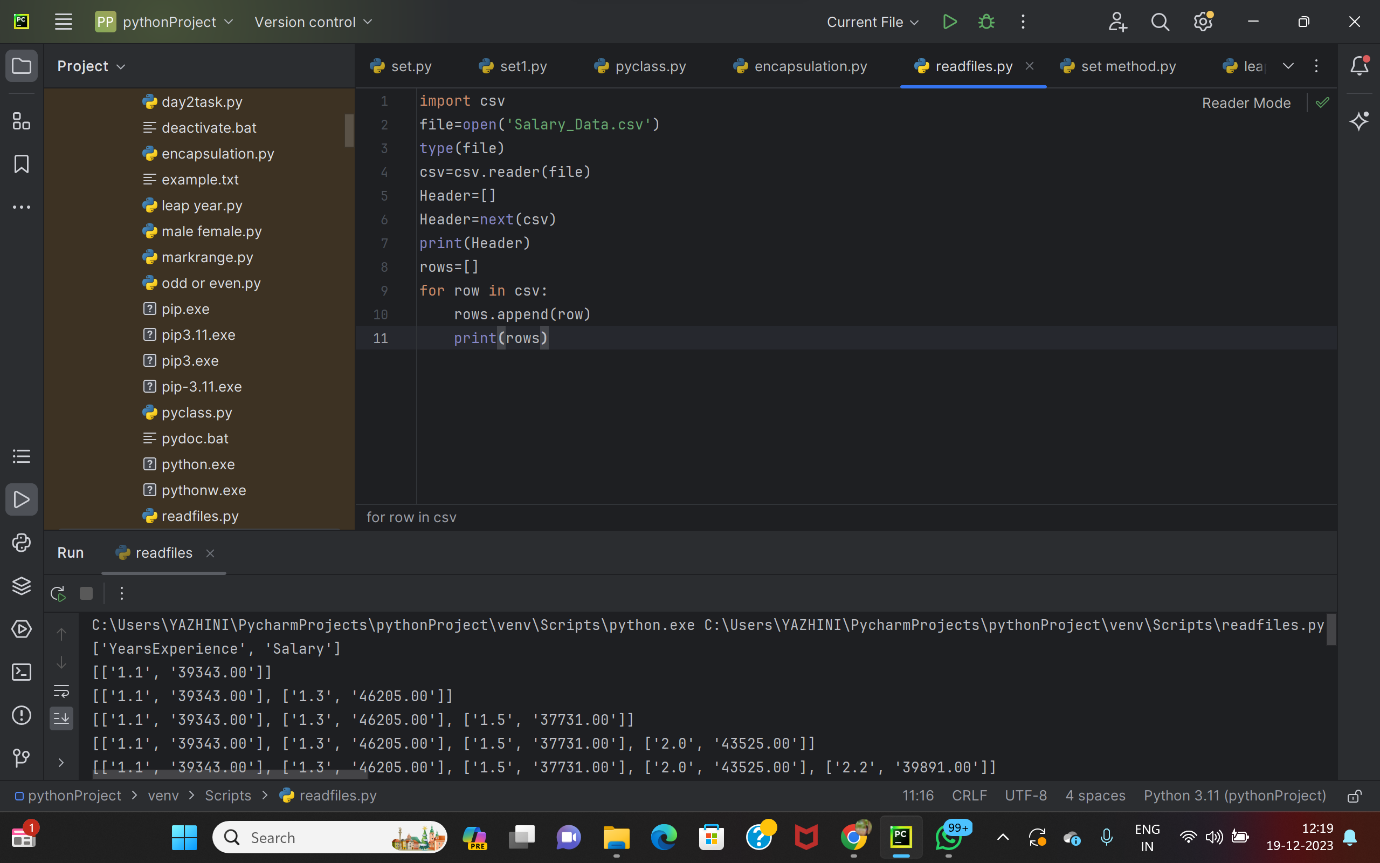 PP pythonProject Version control Current File
Project
set.py set1.py pyclass.py encapsulation.py readfiles.py set method.py
Reader Mode
day2task.py
deactivate.bat
encapsulation.py
example.txt
leap year.py
male female.py
markrange.py
odd or even.py
pip.exe
pip3.11.exe
pip3.exe
pip-3.11.exe
pyclass.py
pydoc.bat
python.exe
pythonw.exe
readfiles.py
1 import csv
2 file=open('Salary_Data.csv')
3 type(file)
4 csv=csv.reader(file)
5 Header=[]
6 Header=next(csv)
7 print(Header)
8 rows=[]
9 for row in csv:
10 rows.append(row)
11 print(rows)
for row in csv
Run readfiles
C:\Users\YAZHINI\PycharmProjects\pythonProject\venv\Scripts\python.exe C:\Users\YAZHINI\PycharmProjects\pythonProject\venv\Scripts\readfiles.py
['YearsExperience', 'Salary']
[['1.1', '39343.00']]
[['1.1', '39343.00'], ['1.3', '46205.00']]
[['1.1', '39343.00'], ['1.3', '46205.00'], ['1.5', '37731.00']]
[['1.1', '39343.00'], ['1.3', '46205.00'], ['1.5', '37731.00'], ['2.0', '43525.00']]
[['1.1', '39343.00'], ['1.3', '46205.00'], ['1.5', '37731.00'], ['2.0', '43525.00'], ['2.2', '39891.00']]
pythonProject > venv > Scripts > readfiles.py 11:16 CRLF UTF-8 4 spaces Python 3.11 (pythonProject)
1 Search PRE PC 99+ ENG 12:19
IN 19-12-2023